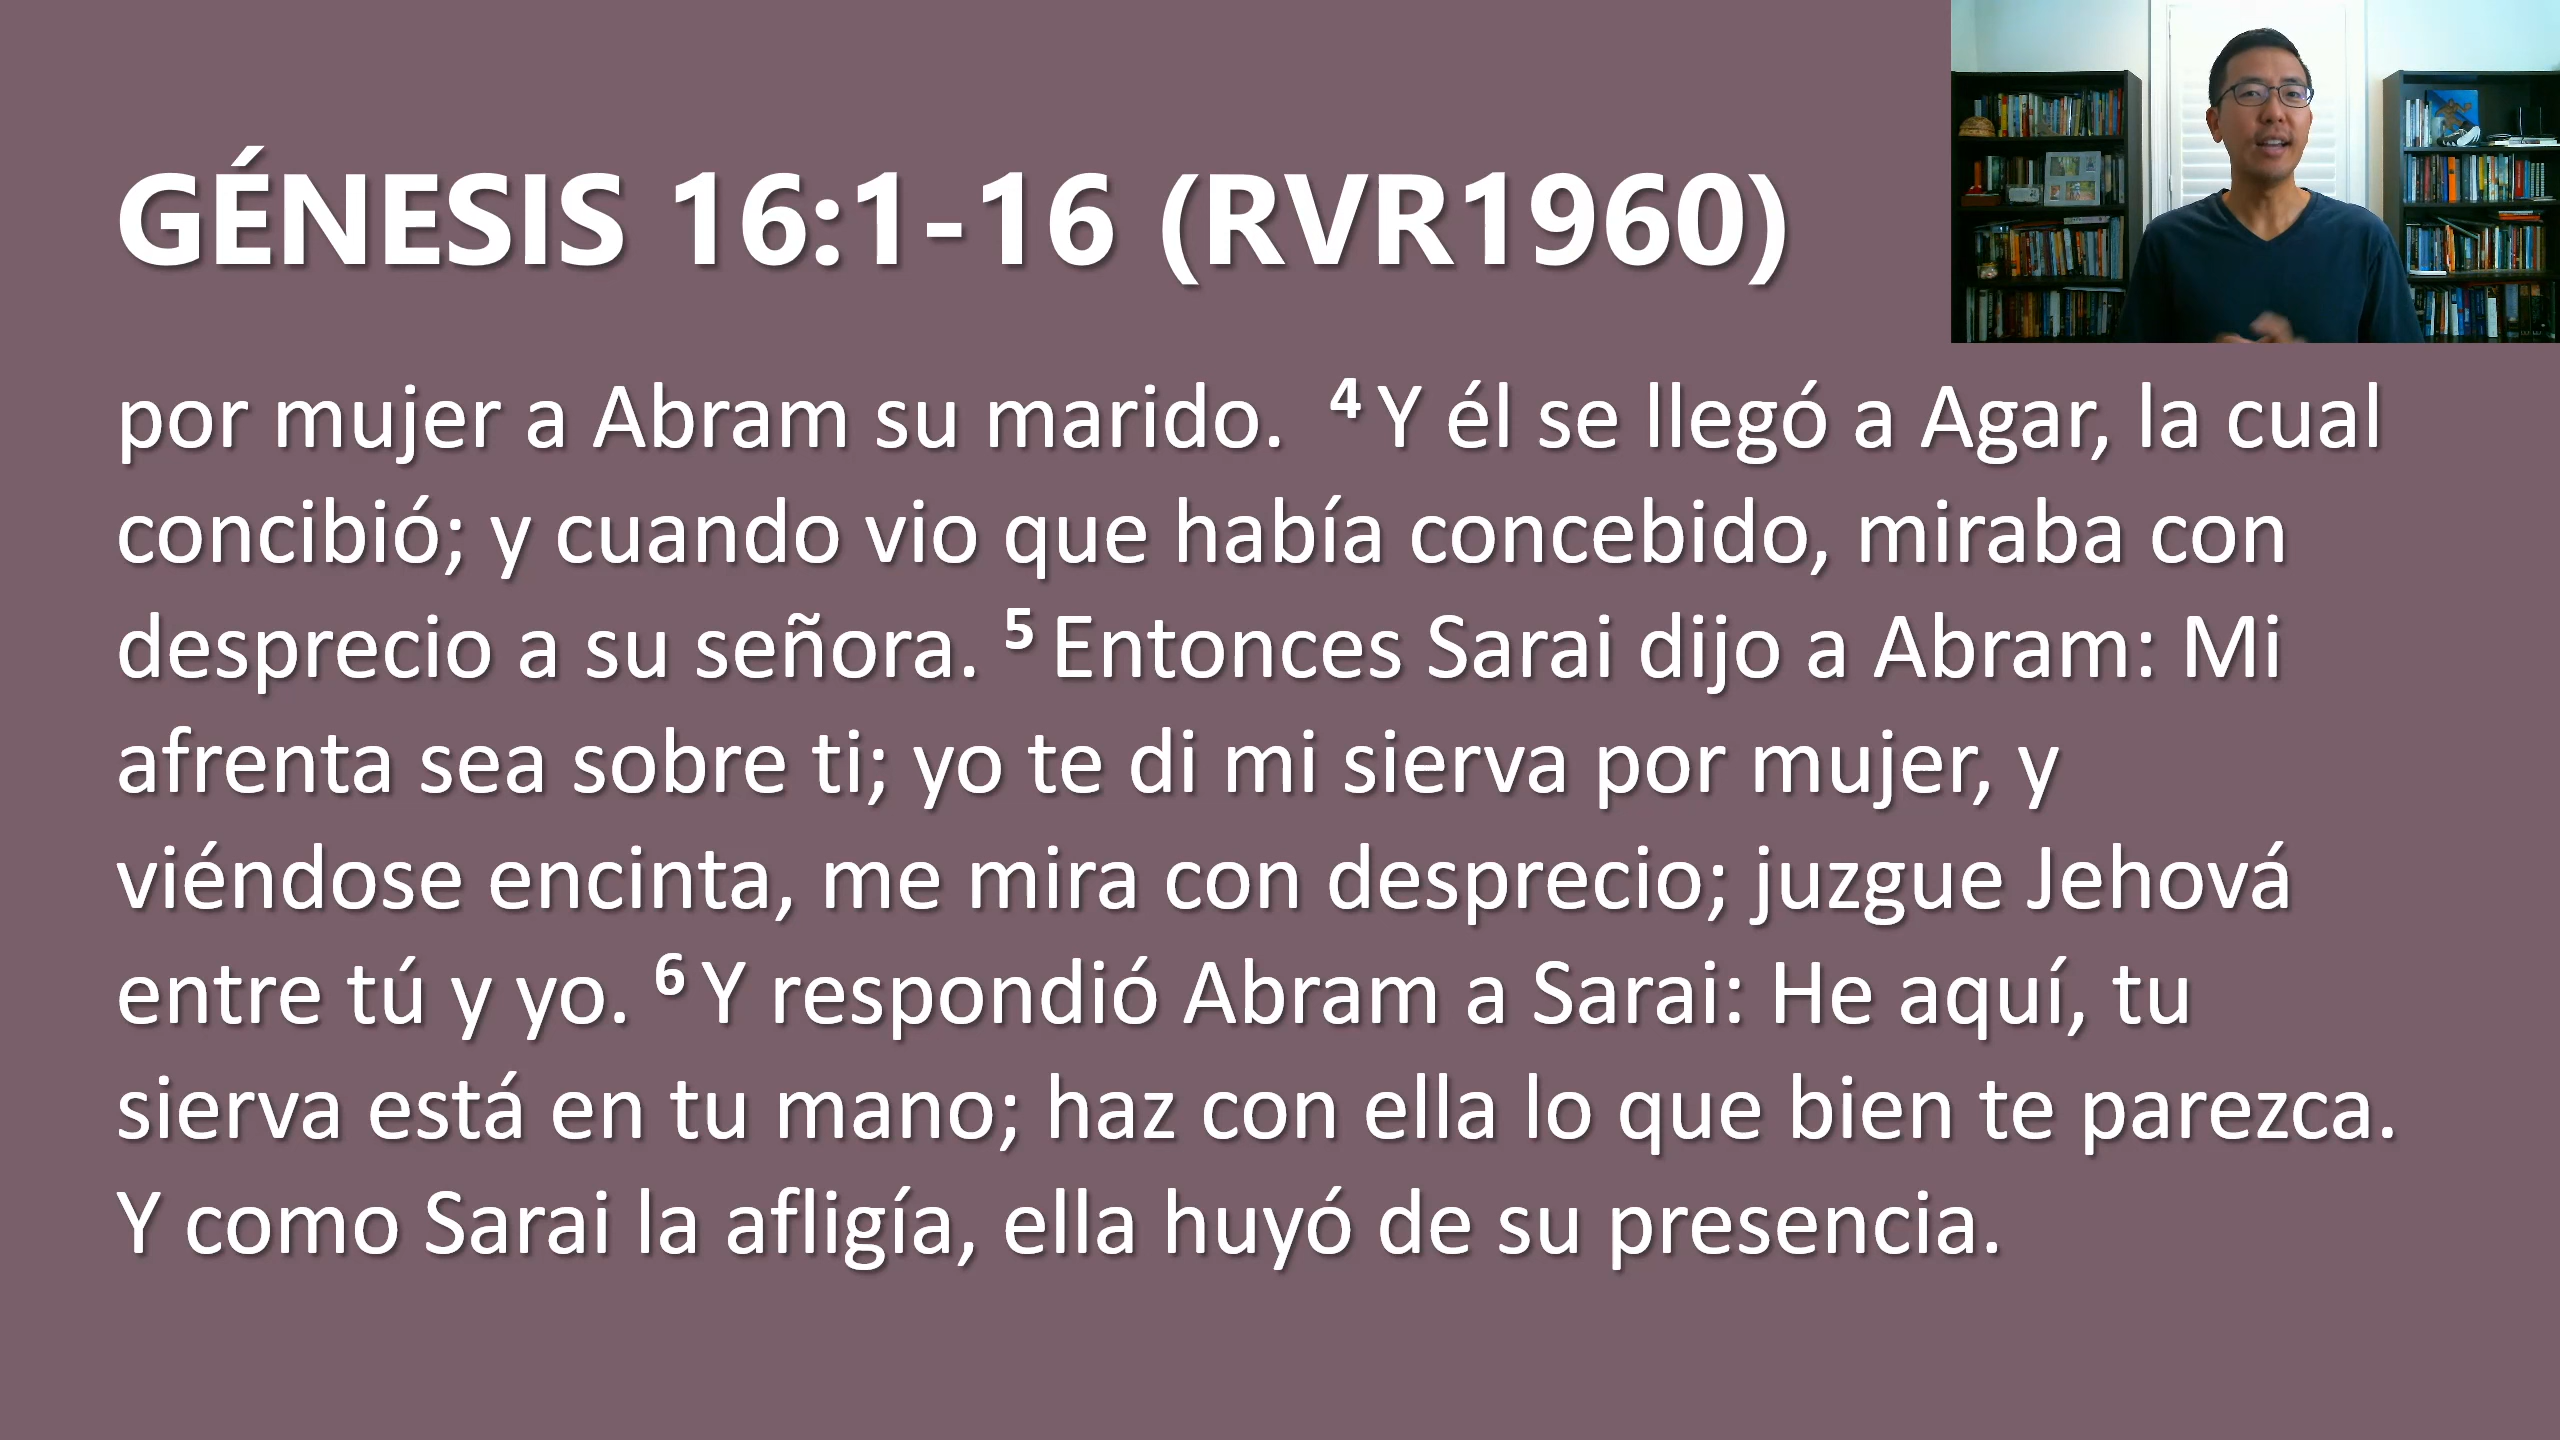 GÉNESIS 16:1-16 (RVR1960)
por mujer a Abram su marido. 4 Y él se llegó a Agar, la cual
concibió; y cuando vio que había concebido, miraba con
desprecio a su señora. 5 Entonces Sarai dijo a Abram: Mi
afrenta sea sobre ti; yo te di mi sierva por mujer, y
viéndose encinta, me mira con desprecio; juzgue Jehová
entre tú y yo. 6 Y respondió Abram a Sarai: He aquí, tu
sierva está en tu mano; haz con ella lo que bien te parezca.
Y como Sarai la afligía, ella huyó de su presencia.